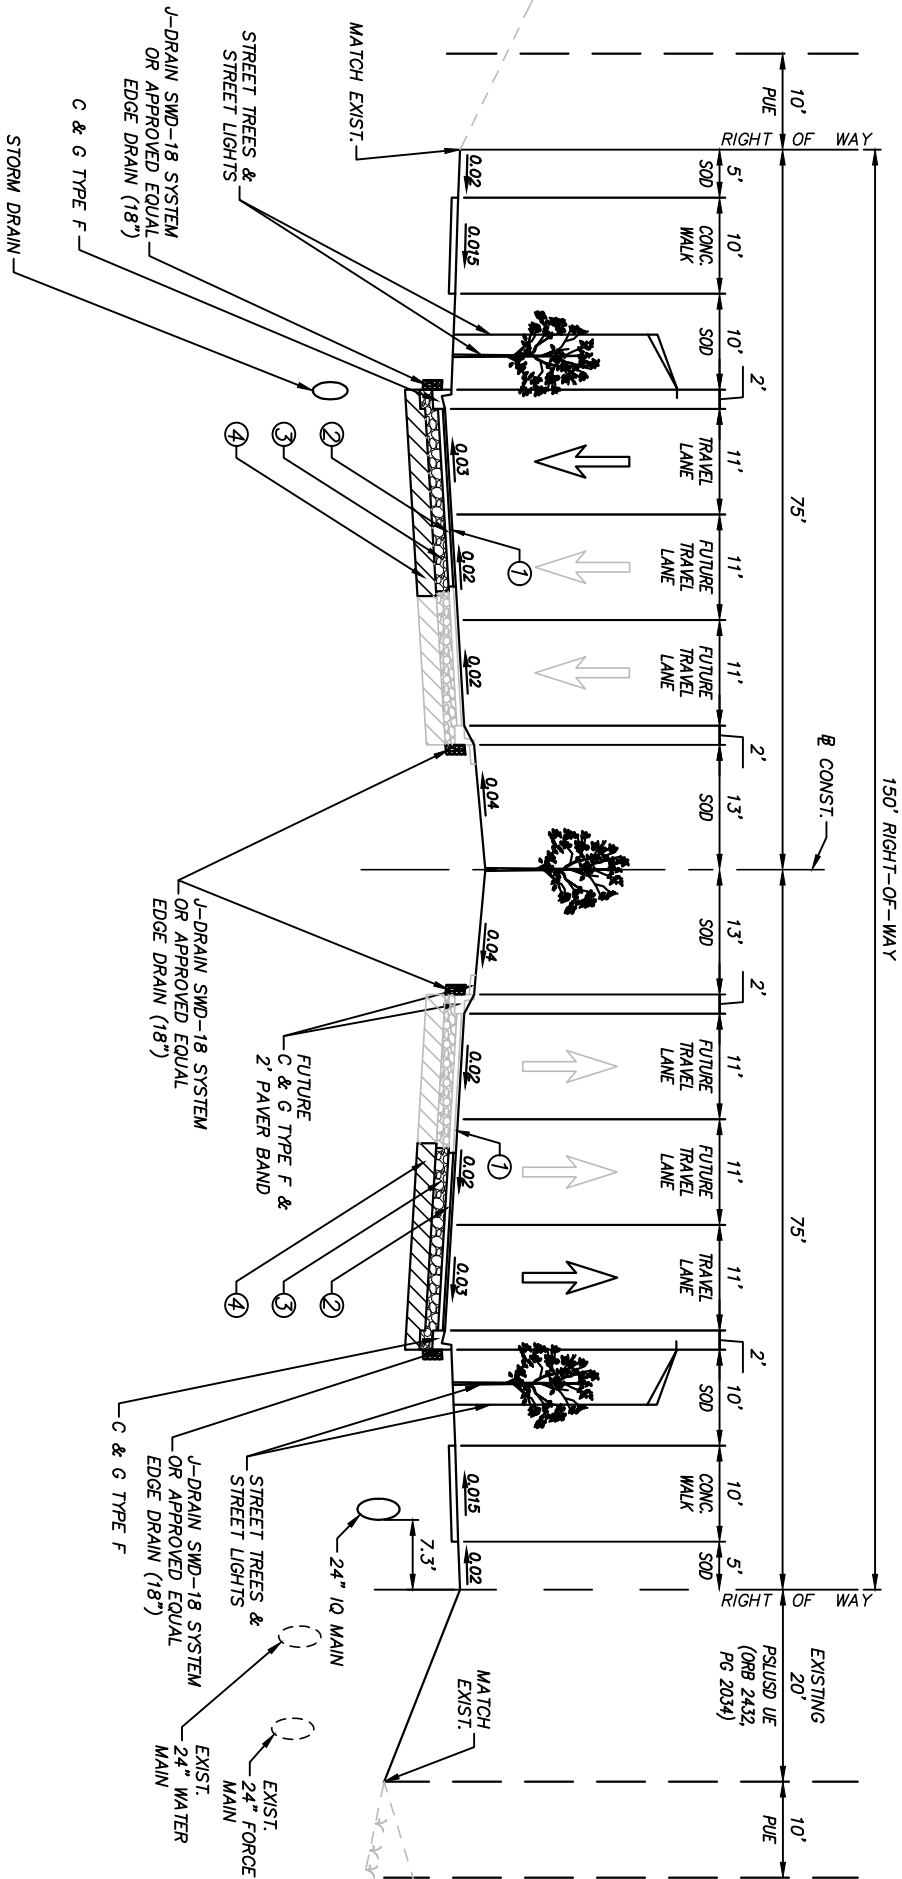 150' RIGHT-OF-WAY
75'
75'
10'
PUE
RIGHT OF WAY
5'
SOD
10'
CONC.
WALK
10'
SOD
2'
11'
TRAVEL
LANE
11'
FUTURE
TRAVEL
LANE
11'
FUTURE
TRAVEL
LANE
2'
13'
SOD
CONST.
13'
SOD
2'
11'
FUTURE
TRAVEL
LANE
11'
FUTURE
TRAVEL
LANE
11'
TRAVEL
LANE
2'
10'
SOD
10'
CONC.
WALK
5'
SOD
RIGHT OF WAY
EXISTING
20'
PSLUSD UE
(ORB 2432,
PG 2034)
10'
PUE
0.02
0.015
0.03
0.02
0.02
0.04
0.04
0.02
0.02
0.03
0.015
0.02
1
1
MATCH EXIST.
STREET TREES &
STREET LIGHTS
J-DRAIN SWD-18 SYSTEM
OR APPROVED EQUAL
EDGE DRAIN (18")
C & G TYPE F
STORM DRAIN
2
3
4
J-DRAIN SWD-18 SYSTEM
OR APPROVED EQUAL
EDGE DRAIN (18")
FUTURE
C & G TYPE F &
2' PAVER BAND
2
3
4
C & G TYPE F
J-DRAIN SWD-18 SYSTEM
OR APPROVED EQUAL
EDGE DRAIN (18")
STREET TREES &
STREET LIGHTS
7.3'
24" IQ MAIN
MATCH
EXIST.
EXIST.
24" WATER
MAIN
EXIST.
24" FORCE
MAIN